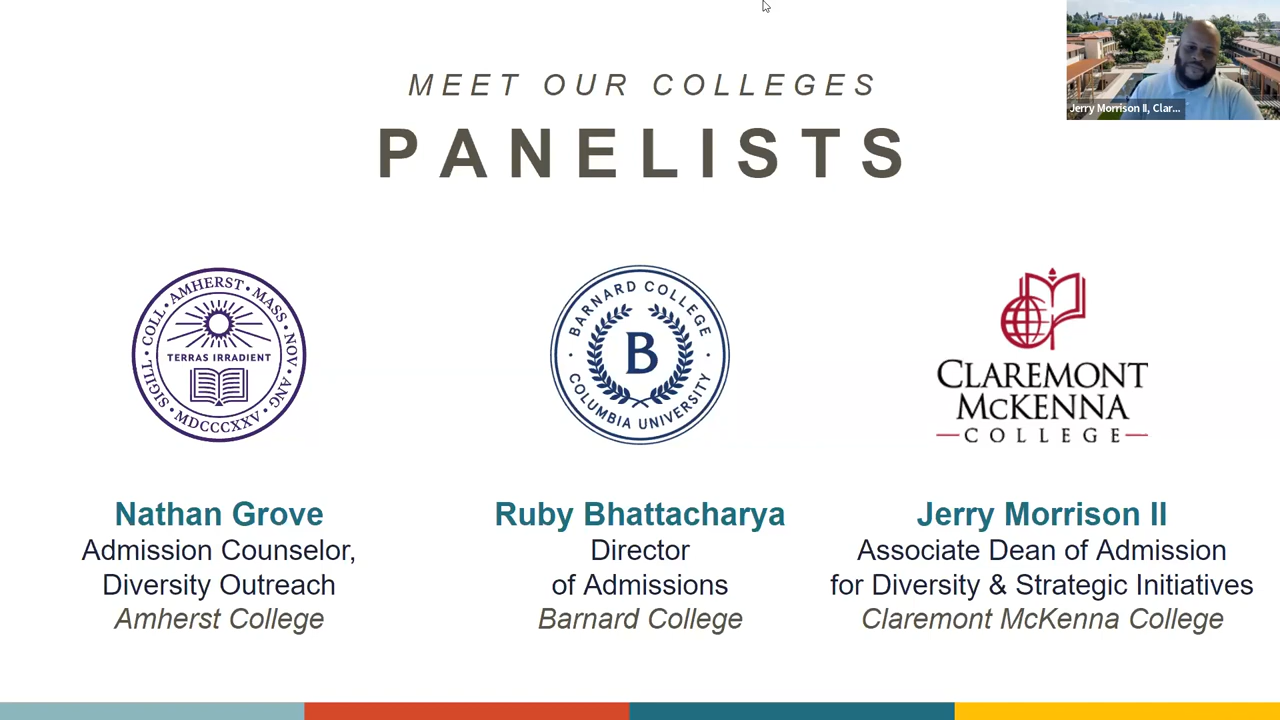 MEET OUR COLLEGES
PANELISTS
Jerry Morrison II, Clar...
SIGILL • COLL • AMHERST • MASS • NOV • ANG •
TERRAS IRRADIENT
MDCCCXXV
BARNARD COLLEGE
B
COLUMBIA UNIVERSITY
CLAREMONT
MCKENNA
COLLEGE
Nathan Grove
Admission Counselor,
Diversity Outreach
Amherst College
Ruby Bhattacharya
Director
of Admissions
Barnard College
Jerry Morrison II
Associate Dean of Admission
for Diversity & Strategic Initiatives
Claremont McKenna College